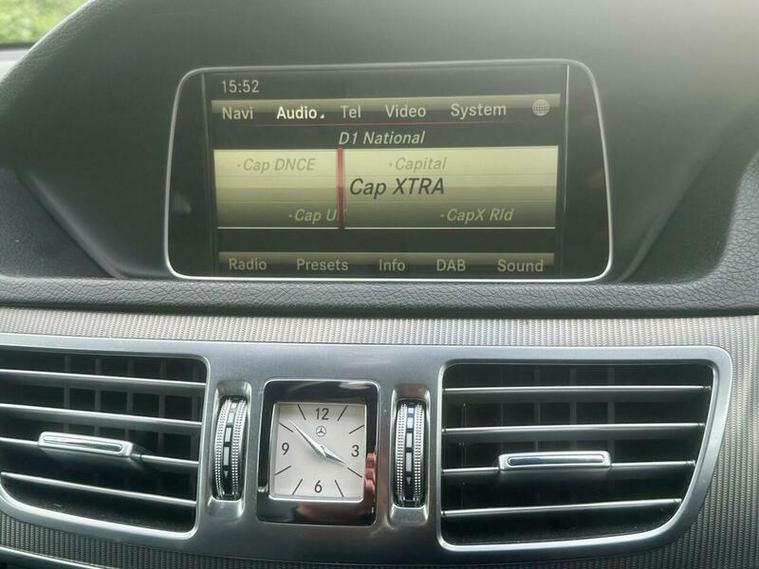 15:52
Navi Audio Tel Video System
D1 National
Cap DNCE Capital
Cap XTRA
Cap U CapX Rld
Radio Presets Info DAB Sound
12
9 3
6